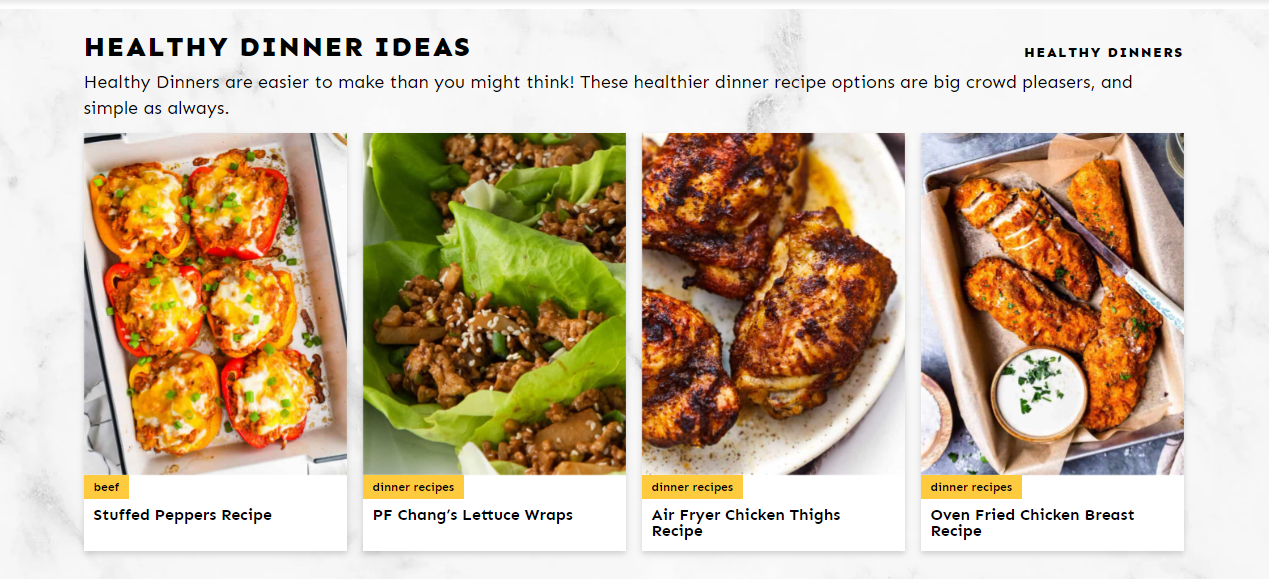 HEALTHY DINNER IDEAS
HEALTHY DINNERS
Healthy Dinners are easier to make than you might think! These healthier dinner recipe options are big crowd pleasers, and
simple as always.
beef
Stuffed Peppers Recipe
dinner recipes
PF Chang’s Lettuce Wraps
dinner recipes
Air Fryer Chicken Thighs
Recipe
dinner recipes
Oven Fried Chicken Breast
Recipe